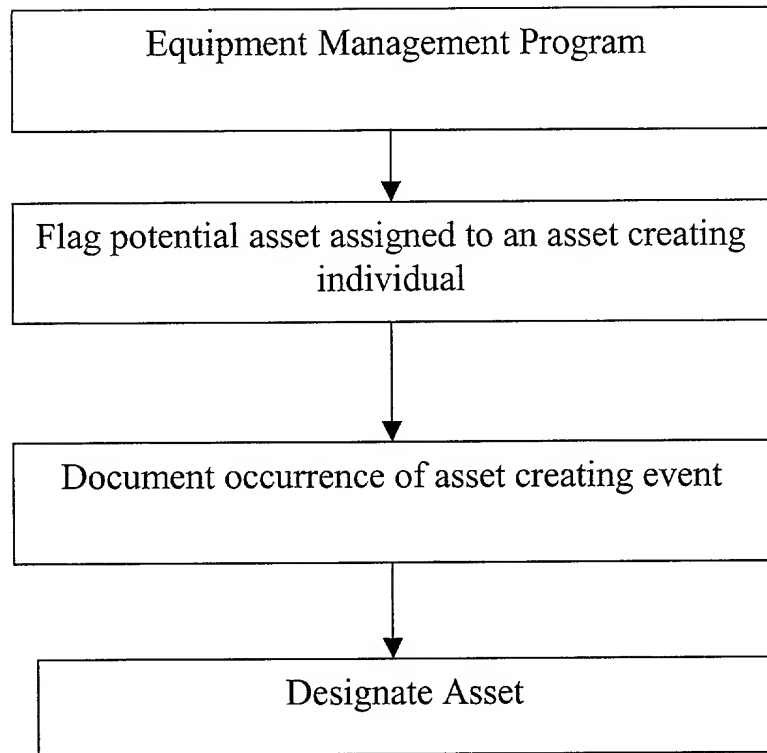 Equipment Management Program
Flag potential asset assigned to an asset creating
individual
Document occurrence of asset creating event
Designate Asset